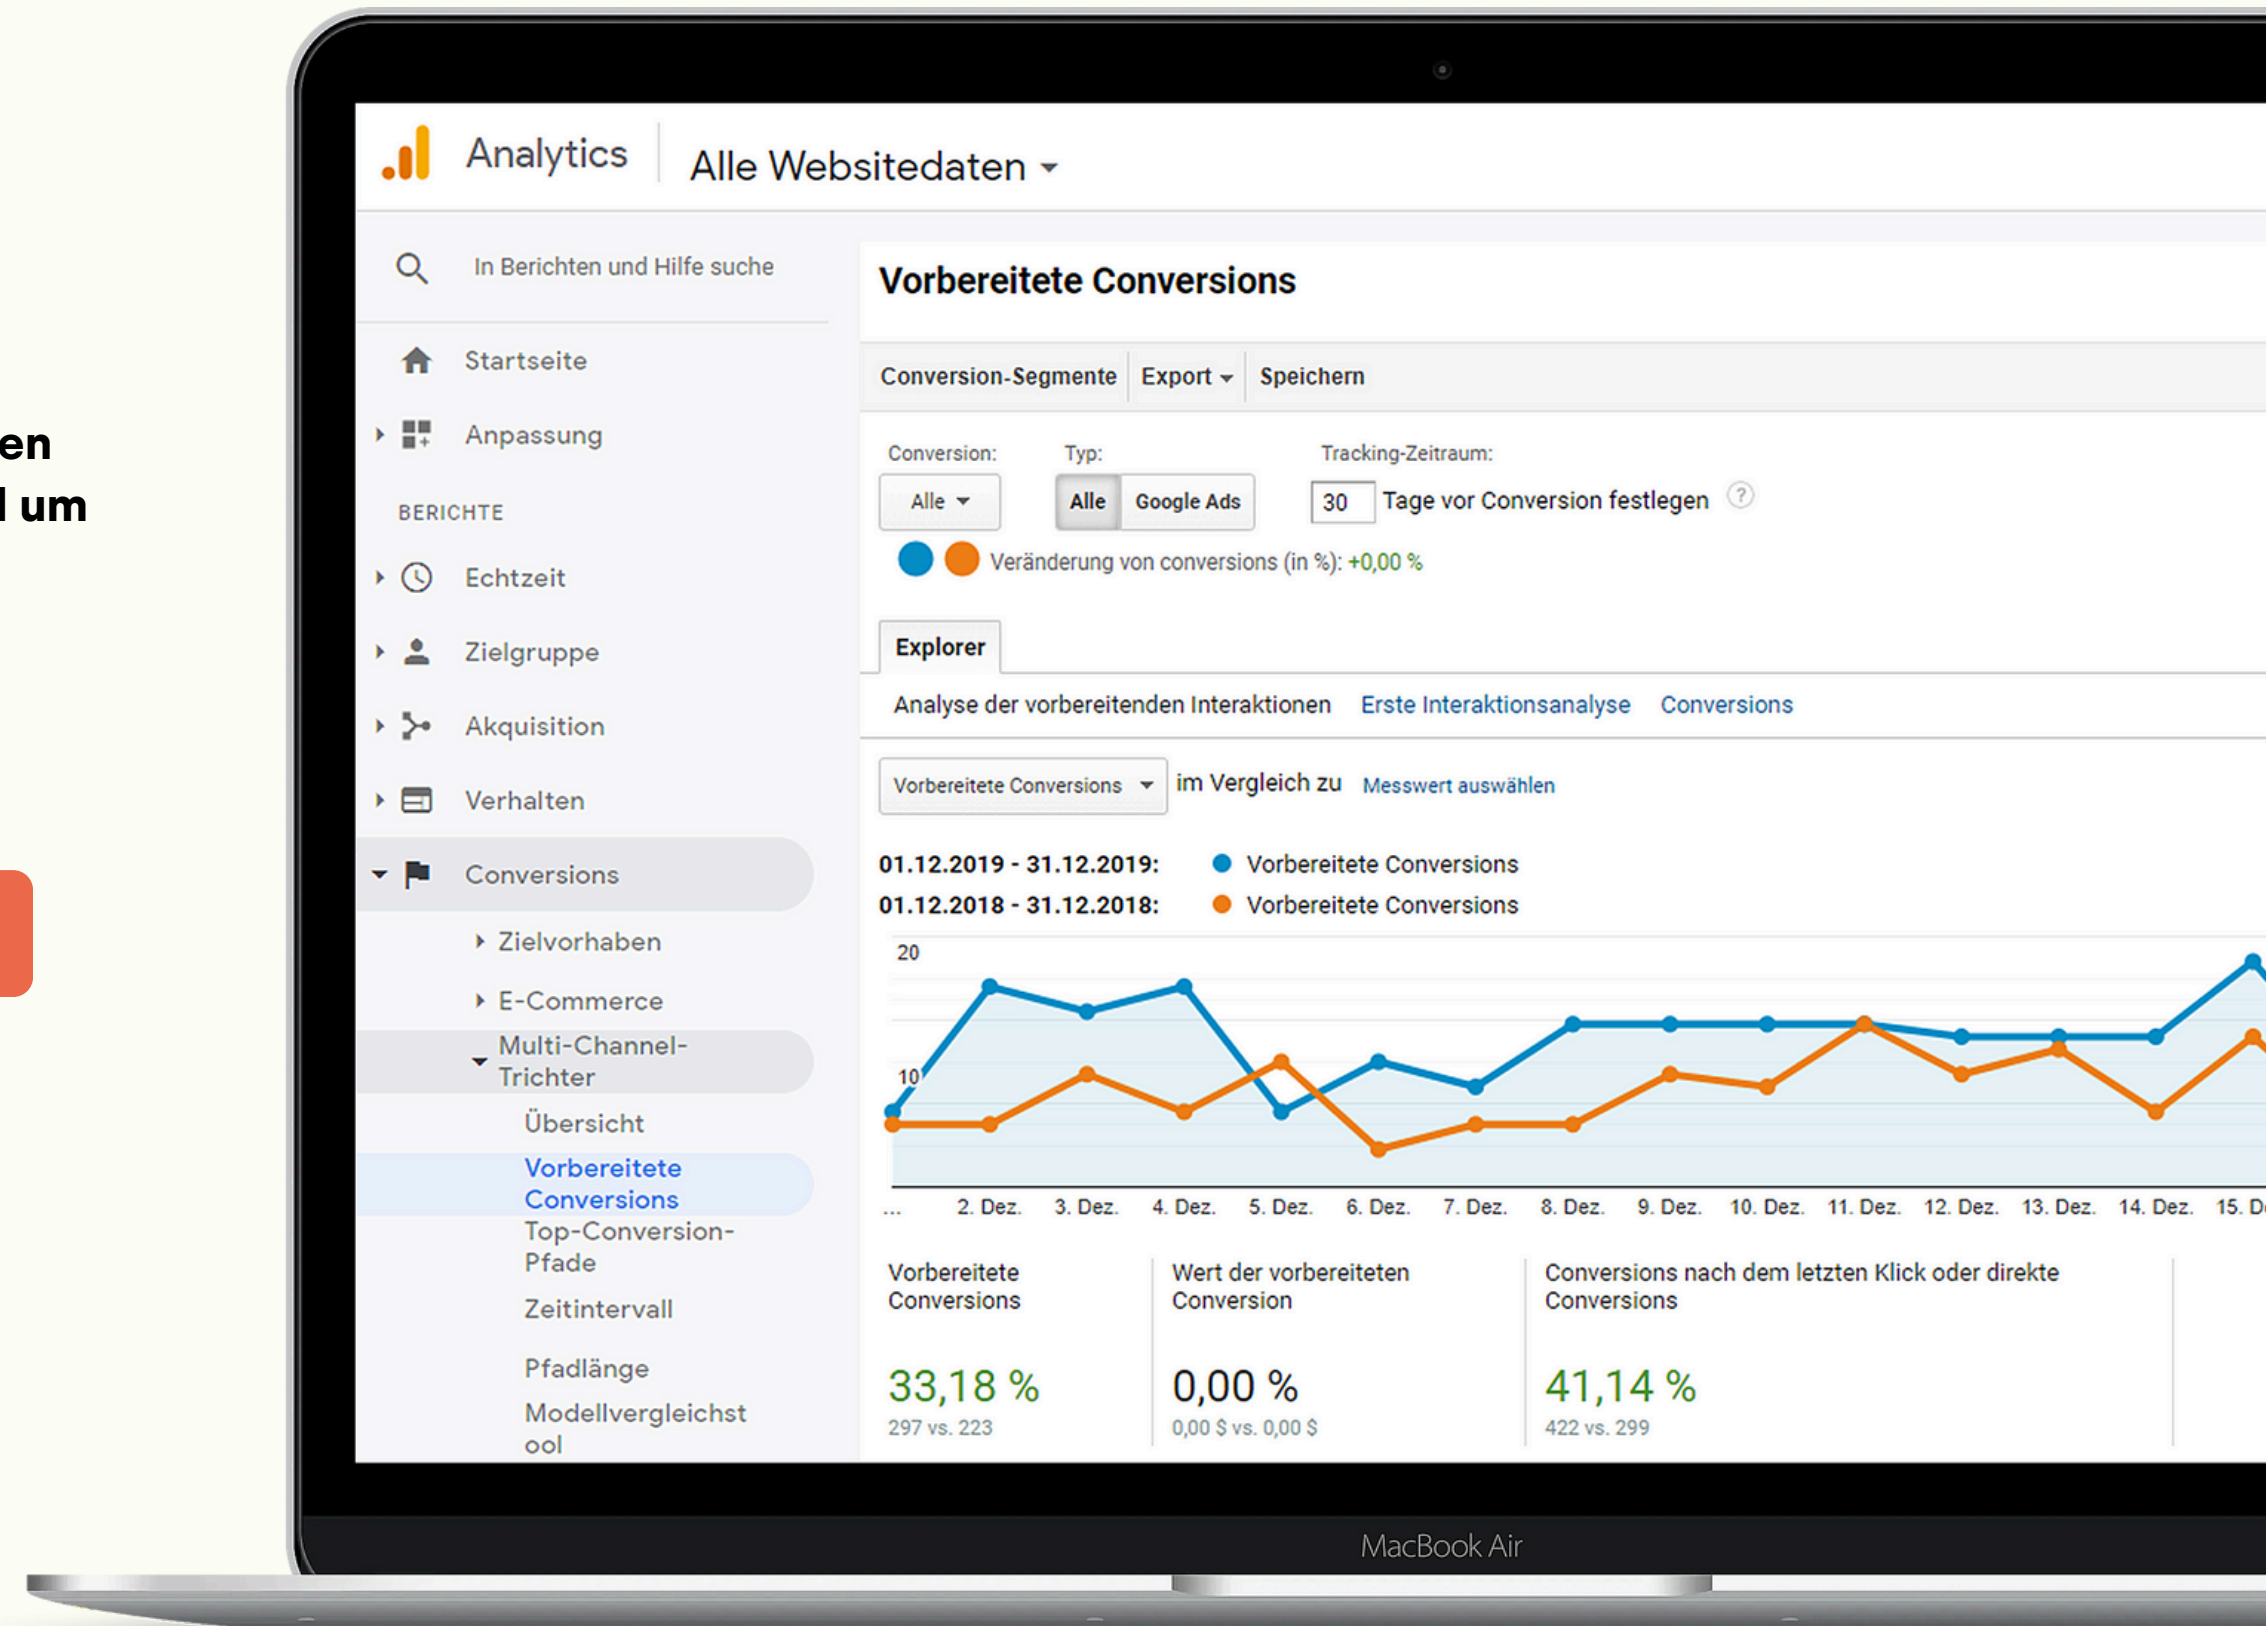 en
um
Analytics
Alle Websitedaten
In Berichten und Hilfe suche
Startseite
Anpassung
BERICHTE
Echtzeit
Zielgruppe
Akquisition
Verhalten
Conversions
Zielvorhaben
E-Commerce
Multi-Channel-
Trichter
Übersicht
Vorbereitete
Conversions
Top-Conversion-
Pfade
Zeitintervall
Pfadlänge
Modellvergleichst
ool
Vorbereitete Conversions
Conversion-Segmente Export Speichern
Conversion: Typ: Tracking-Zeitraum:
Alle Alle Google Ads 30 Tage vor Conversion festlegen ?
Veränderung von conversions (in %): +0,00 %
Explorer
Analyse der vorbereitenden Interaktionen Erste Interaktionsanalyse Conversions
Vorbereitete Conversions im Vergleich zu Messwert auswählen
01.12.2019 - 31.12.2019: Vorbereitete Conversions
01.12.2018 - 31.12.2018: Vorbereitete Conversions
20
10
... 2. Dez. 3. Dez. 4. Dez. 5. Dez. 6. Dez. 7. Dez. 8. Dez. 9. Dez. 10. Dez. 11. Dez. 12. Dez. 13. Dez. 14. Dez. 15.
Vorbereitete
Conversions
33,18 %
297 vs. 223
Wert der vorbereiteten
Conversion
0,00 %
0,00 $ vs. 0,00 $
Conversions nach dem letzten Klick oder direkte
Conversions
41,14 %
422 vs. 299
MacBook Air